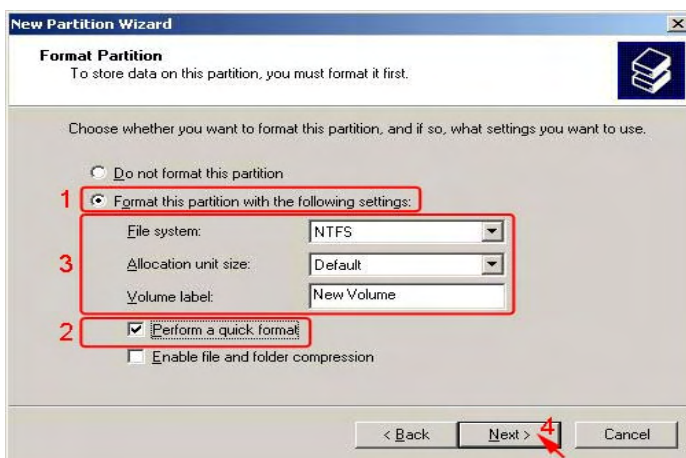 New Partition Wizard
Format Partition
To store data on this partition, you must format it first.
Choose whether you want to format this partition, and if so, what settings you want to use.
Do not format this partition
1 Format this partition with the following settings:
File system: NTFS
3 Allocation unit size: Default
Volume label: New Volume
2 Perform a quick format
Enable file and folder compression
< Back Next > 4 Cancel